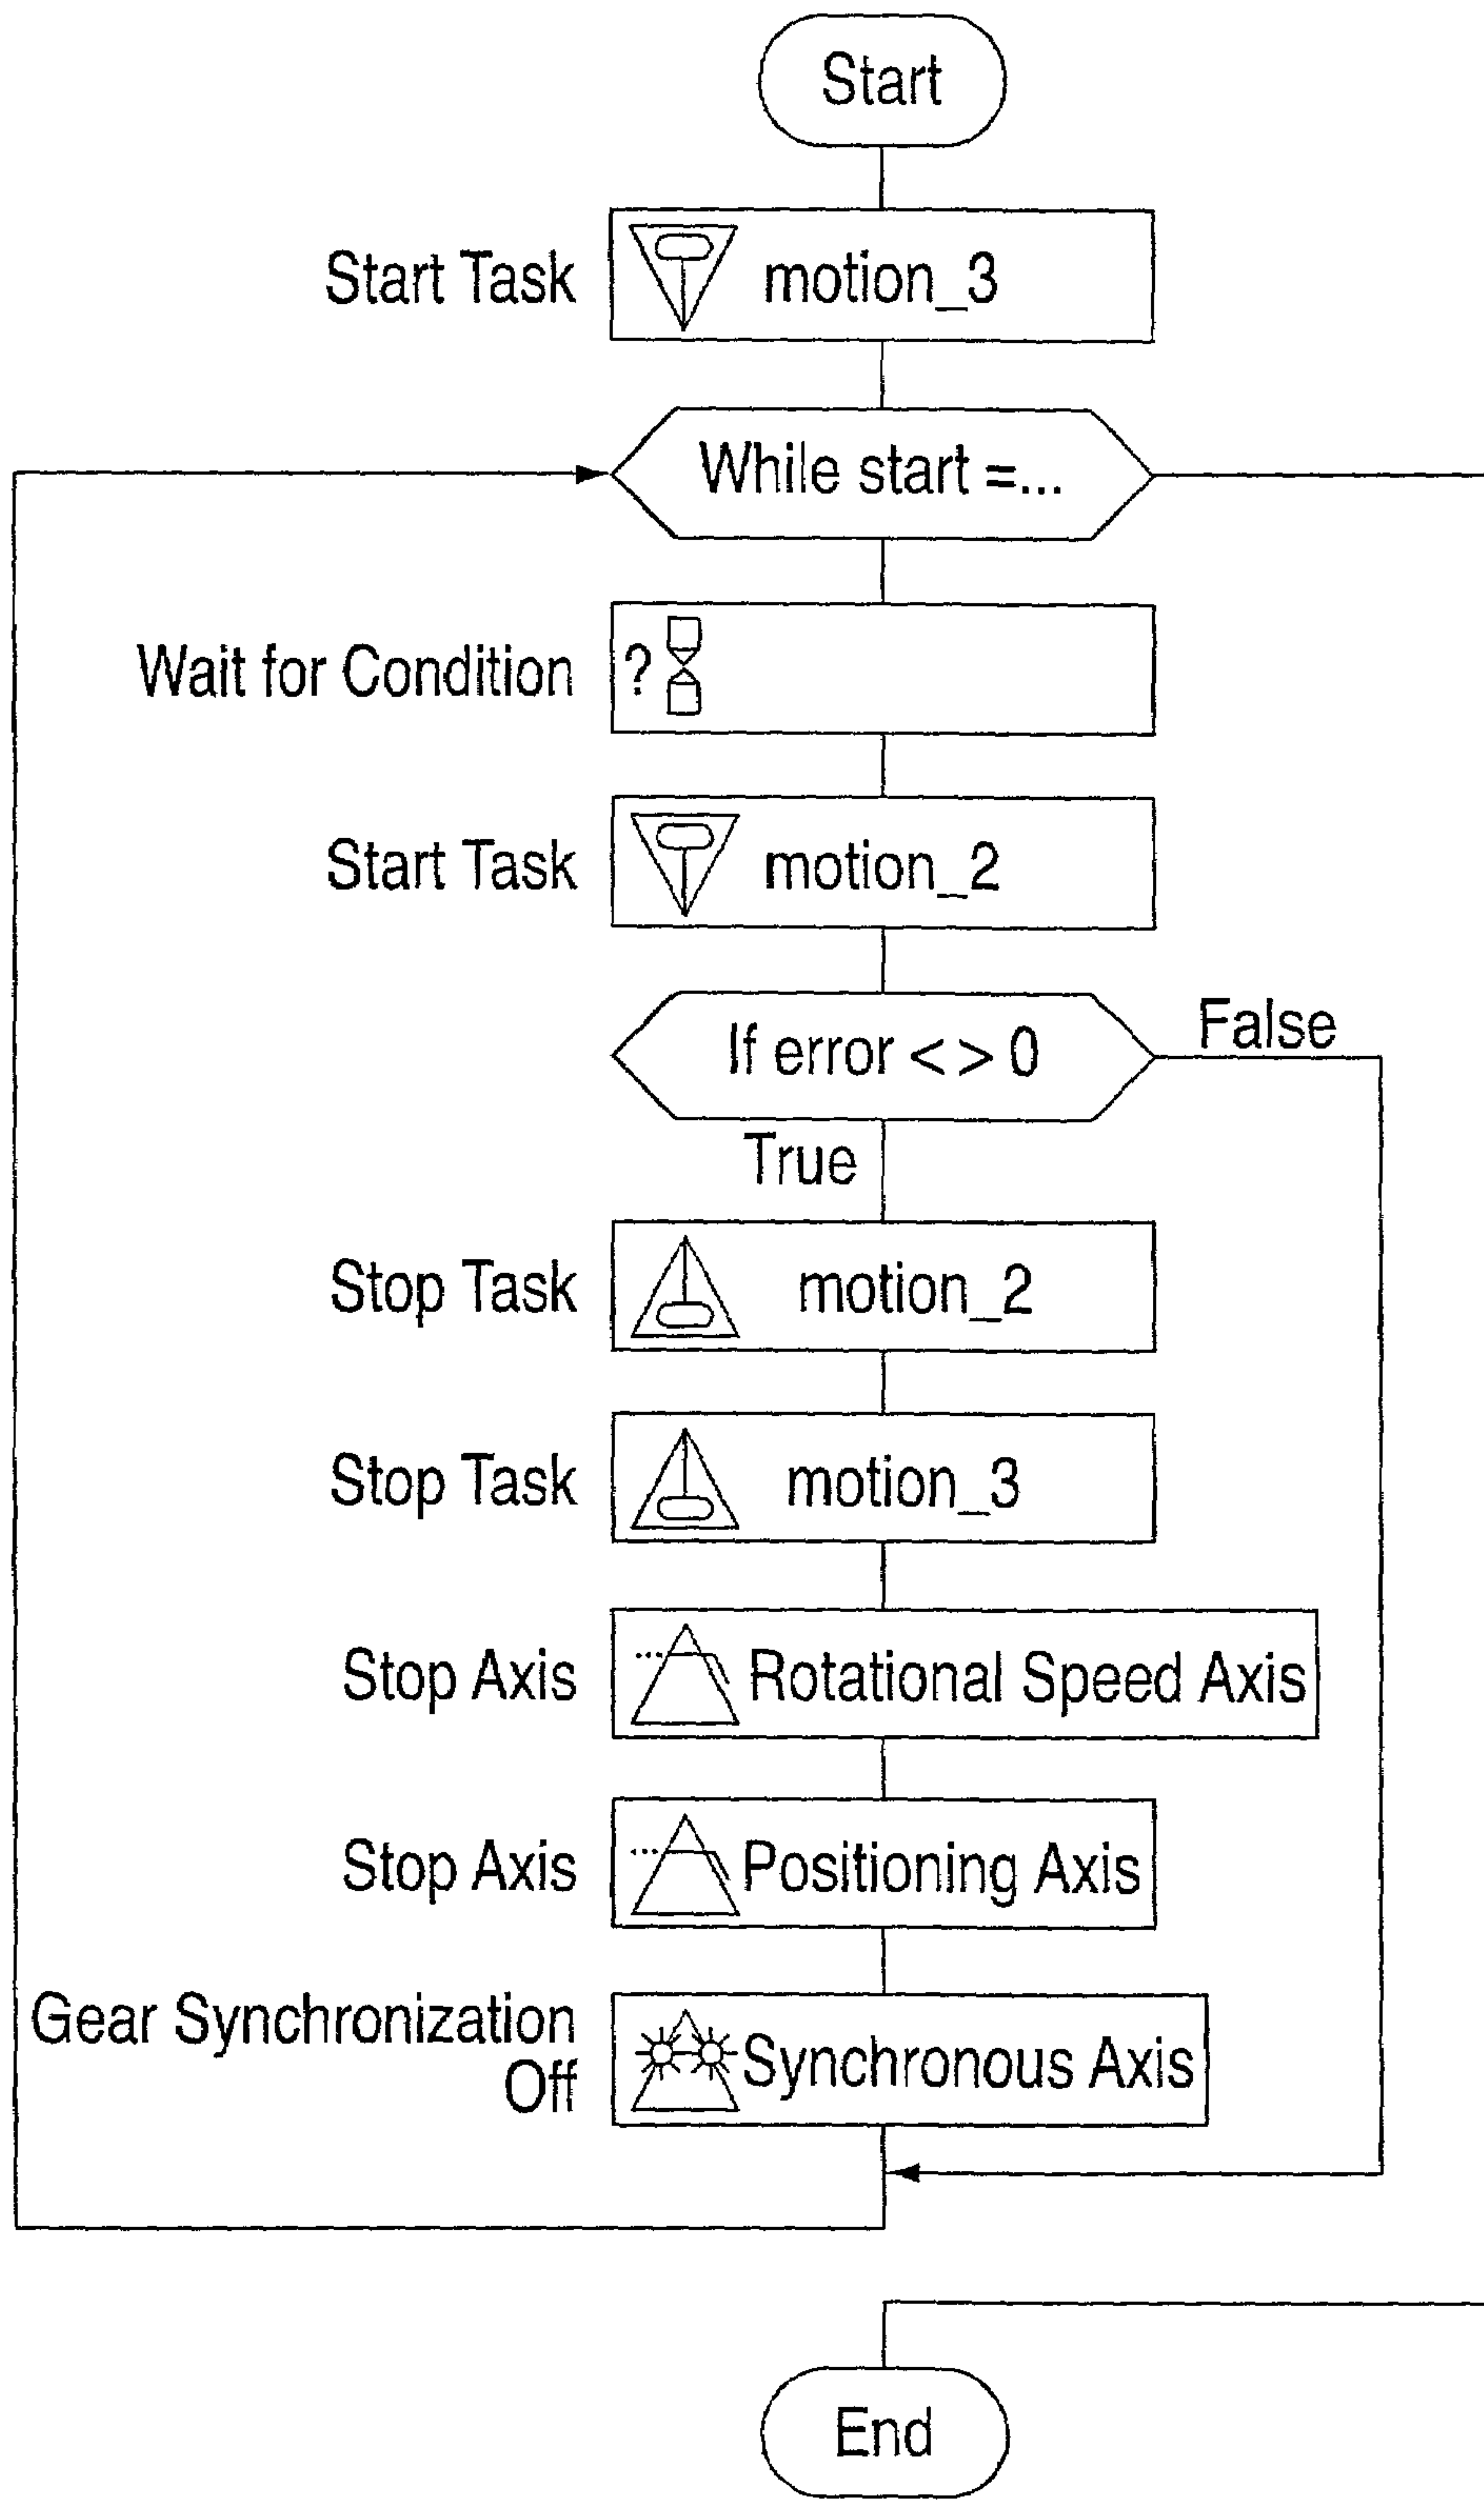 Start
Start Task
motion_3
While start =...
Wait for Condition
?
Start Task
motion_2
If error < > 0
False
True
Stop Task
motion_2
Stop Task
motion_3
Stop Axis
Rotational Speed Axis
Stop Axis
Positioning Axis
Gear Synchronization
Off
Synchronous Axis
End